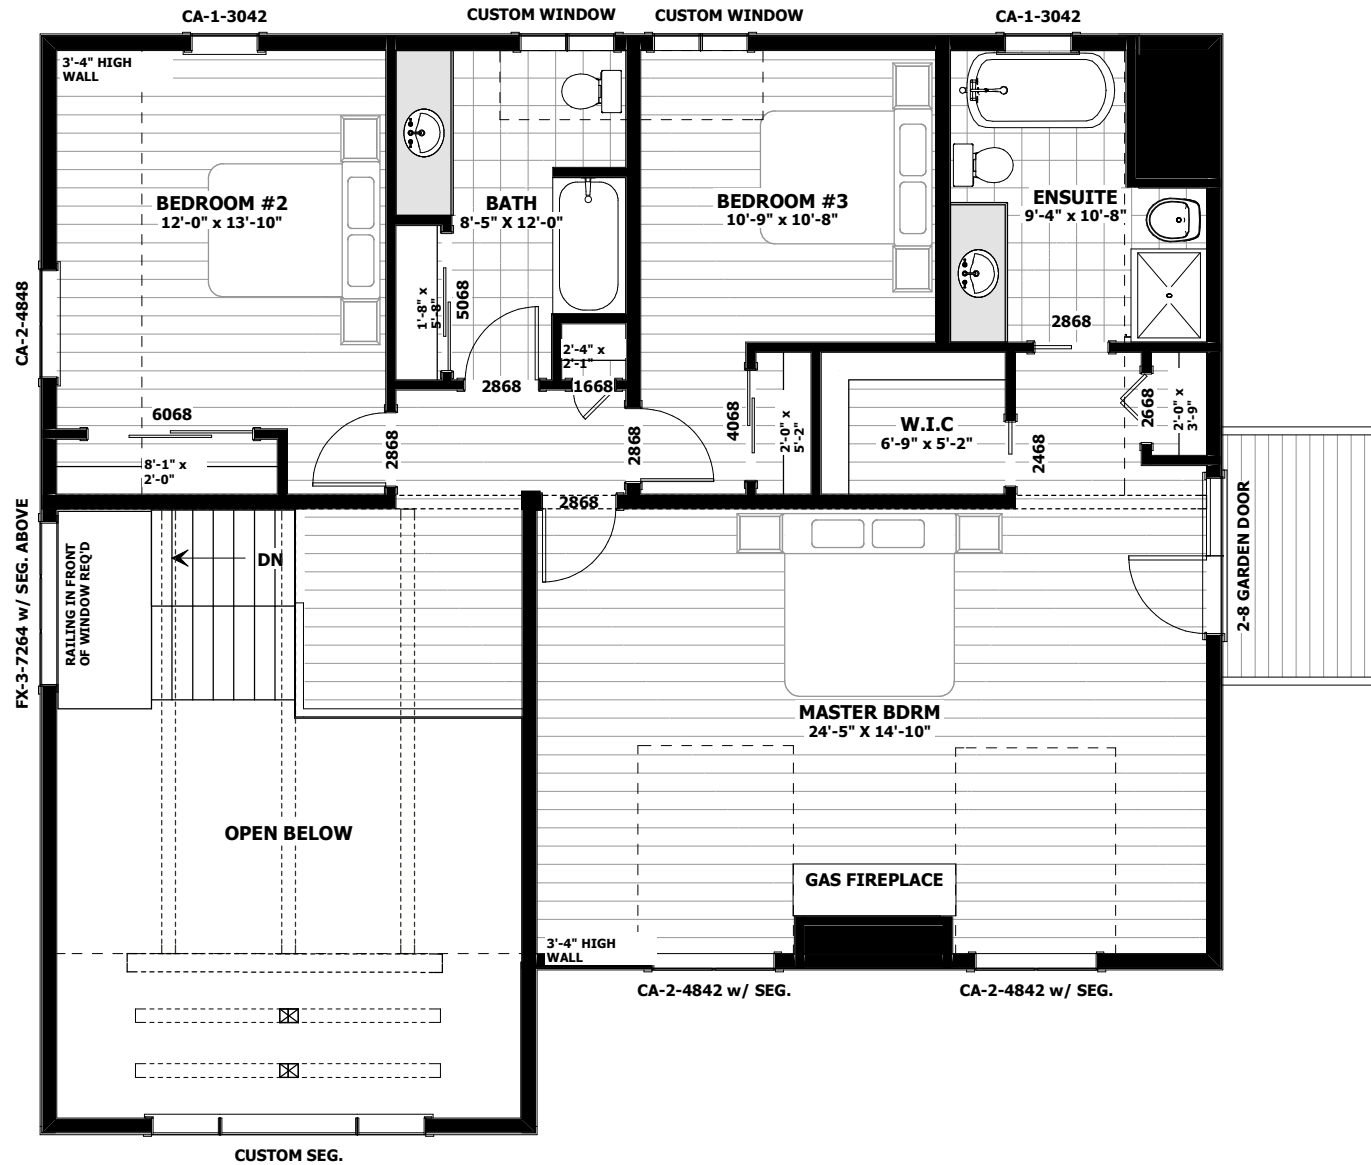 CA-1-3042
CUSTOM WINDOW
CUSTOM WINDOW
CA-1-3042
3'-4" HIGH
WALL
BEDROOM #2
12'-0" x 13'-10"
BATH
8'-5" X 12'-0"
BEDROOM #3
10'-9" x 10'-8"
ENSUITE
9'-4" x 10'-8"
CA-2-4848
1'-8" x
5'-8"
5068
2868
2'-4" x
2'-1"
2868
1668
6068
8'-1" x
2'-0"
2868
2868
4068
2'-0" x
5'-2"
W.I.C
6'-9" x 5'-2"
2468
2668
2'-0" x
3'-9"
2868
FX-3-7264 w/ SEG. ABOVE
RAILING IN FRONT
OF WINDOW REQ'D
DN
2-8 GARDEN DOOR
MASTER BDRM
24'-5" X 14'-10"
OPEN BELOW
GAS FIREPLACE
3'-4" HIGH
WALL
CA-2-4842 w/ SEG.
CA-2-4842 w/ SEG.
CUSTOM SEG.